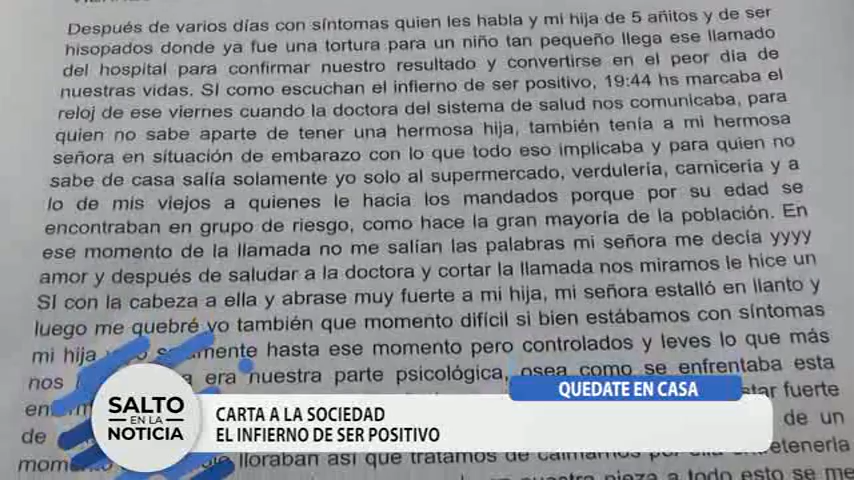 Después de varios días con síntomas quien les habla y mi hija de 5 añitos y de ser
hisopados donde ya fue una tortura para un niño tan pequeño llega ese llamado
del hospital para confirmar nuestro resultado y convertirse en el peor dia de
nuestras vidas. SI como escuchan el infierno de ser positivo, 19:44 hs marcaba el
reloj de ese viernes cuando la doctora del sistema de salud nos comunicaba, para
quien no sabe aparte de tener una hermosa hija, también tenía a mi hermosa
señora en situación de embarazo con lo que todo eso implicaba y para quien no
sabe de casa salía solamente yo solo al supermercado, verdulería, carnicería y a
lo de mis viejos a quienes le hacia los mandados porque por su edad se
encontraban en grupo de riesgo, como hace la gran mayoría de la población. En
ese momento de la llamada no me salían las palabras mi señora me decía yyyy
amor y después de saludar a la doctora y cortar la llamada nos miramos le hice un
SI con la cabeza a ella y abrase muy fuerte a mi hija, mi señora estalló en llanto y
luego me quebré yo también que momento difícil si bien estábamos con síntomas
mi hija hasta ese momento pero controlados y leves lo que más
nos era nuestra parte psicológica, osea como se enfrentaba esta
fuerte
de de un
lloraban así que tratamos de
a todo esto se me
QUEDATE EN CASA
SALTO
EN LA
NOTICIA
CARTA A LA SOCIEDAD
EL INFIERNO DE SER POSITIVO